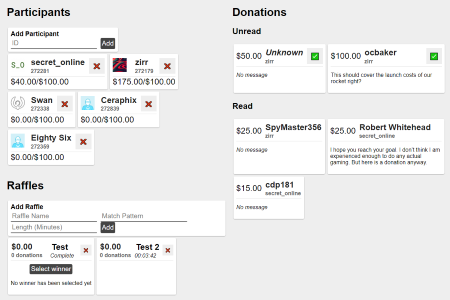 Participants
Add Participant
ID
Add
S_O
secret_online
272281
$40.00/$100.00
zirr
272179
$175.00/$100.00
Swan
272338
$0.00/$100.00
Ceraphix
272839
$0.00/$100.00
Eighty Six
272359
$0.00/$100.00
Raffles
Add Raffle
Raffle Name
Match Pattern
Length (Minutes)
Add
$0.00
0 donations
Test
Complete
Select winner
No winner has been selected yet
$0.00
0 donations
Test 2
00:03:42
Donations
Unread
$50.00
Unknown
zirr
No message
$100.00
ocbaker
zirr
This should cover the launch costs of our
rocket right?
Read
$25.00
SpyMaster356
zirr
No message
$25.00
Robert Whitehead
secret_online
I hope you reach your goal. I don't think I am
experienced enough to do any actual
gaming. But here is a donation anyway.
$15.00
cdp181
secret_online
No message